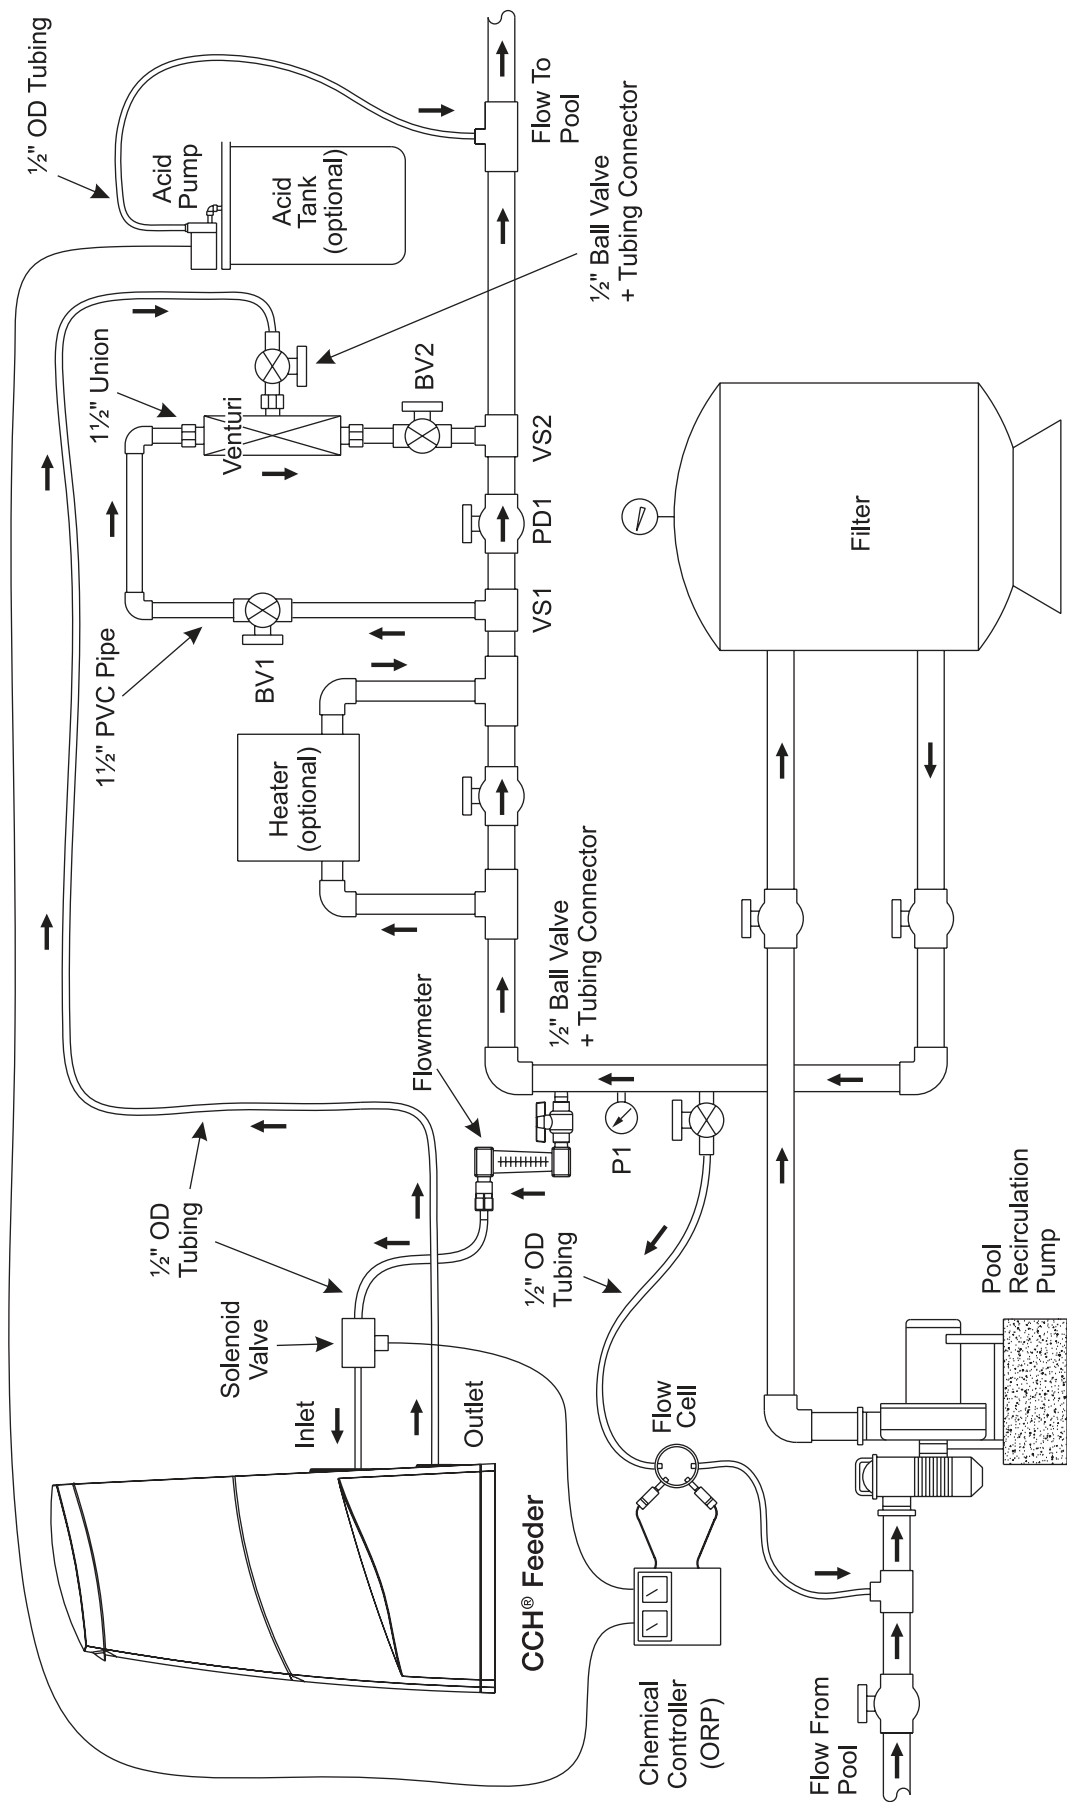 ½" OD Tubing
Acid
Pump
Acid
Tank
(optional)
Flow To
Pool
½" Ball Valve
+ Tubing Connector
1½" Union
Venturi
BV2
VS2
PD1
VS1
1½" PVC Pipe
BV1
Heater
(optional)
½" Ball Valve
+ Tubing Connector
Flowmeter
P1
½" OD
Tubing
½" OD
Tubing
Solenoid
Valve
Inlet
Outlet
CCH® Feeder
Flow
Cell
Chemical
Controller
(ORP)
Filter
Pool
Recirculation
Pump
Flow From
Pool